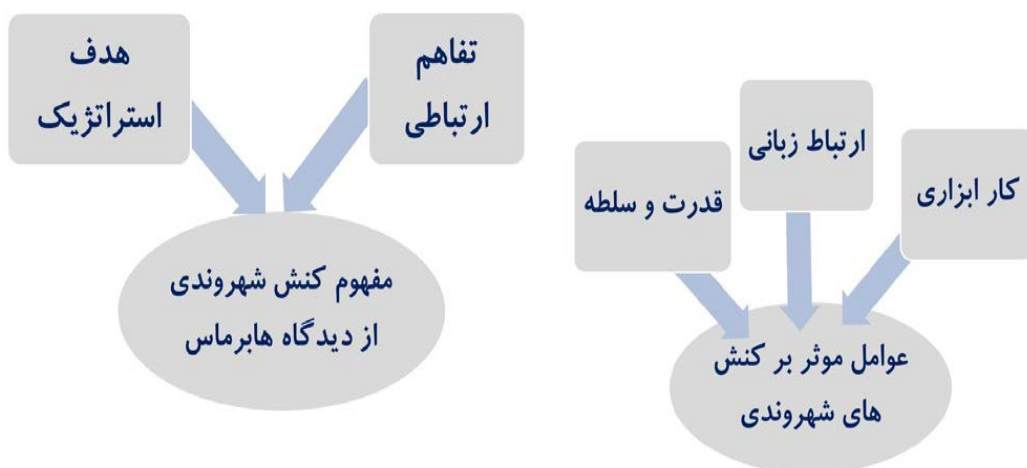 تفاهم
ارتباطی
هدف
استراتژیک
مفهوم کنش شهروندی
از دیدگاه هابرماس
کار ابزاری
ارتباط زبانی
قدرت و سلطه
عوامل موثر بر کنش
های شهروندی